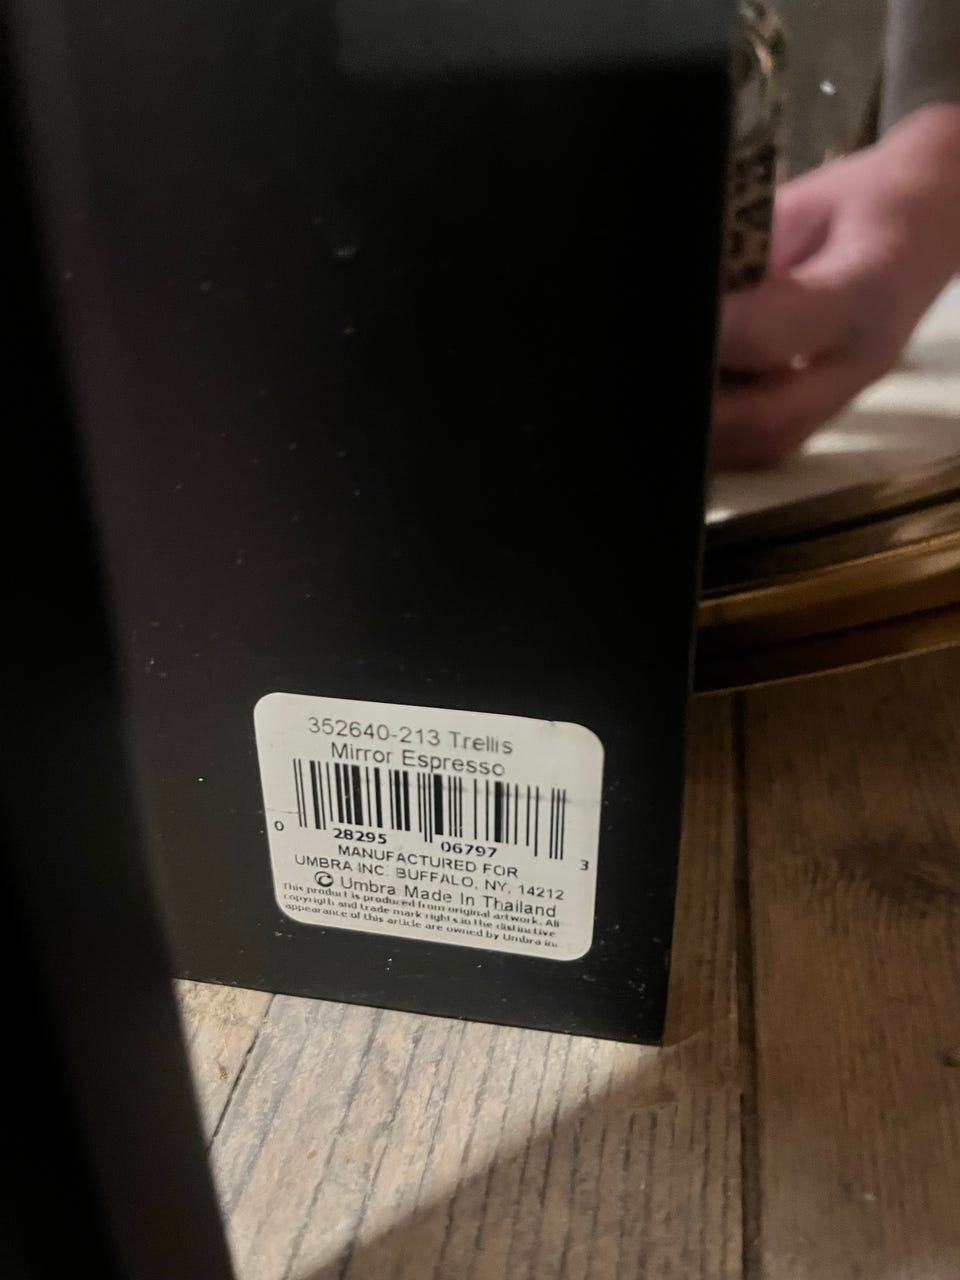 352640-213 Trellis
Mirror Espresso
0 28295 06797 3
MANUFACTURED FOR
UMBRA INC. BUFFALO, NY, 14212
© Umbra Made In Thailand
This product is produced from original artwork. All
copyrigth and trade mark rights in the distinctive
appearance of this article are owned by Umbra inc